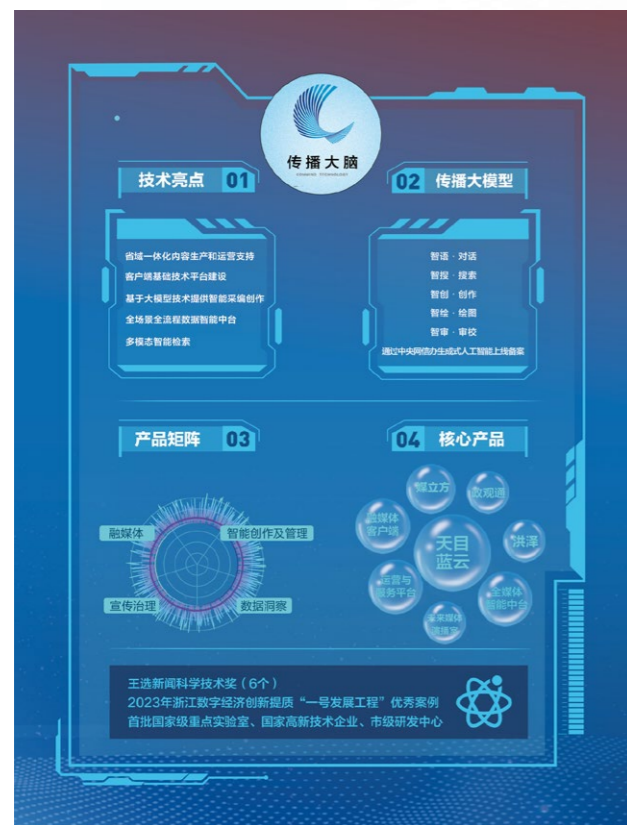 传播大脑
技术亮点 01
省域一体化内容生产和运营支持
客户端基础技术平台建设
基于大模型技术提供智能采编创作
全场景全流程数据智能中台
多模态智能检索
02 传播大模型
智语·对话
智搜·搜索
智创·创作
智绘·绘图
智审·审校
通过中央网信办生成式人工智能上线备案
产品矩阵 03
融媒体
智能创作及管理
宣传治理
数据洞察
04 核心产品
媒立方
政观通
融媒体
客户端
天目
蓝云
洪泽
运营与
服务平台
全媒体
智能中台
未来媒体
王选新闻科学技术奖（6个）
2023年浙江数字经济创新提质“一号发展工程”优秀案例
首批国家级重点实验室、国家高新技术企业、市级研发中心